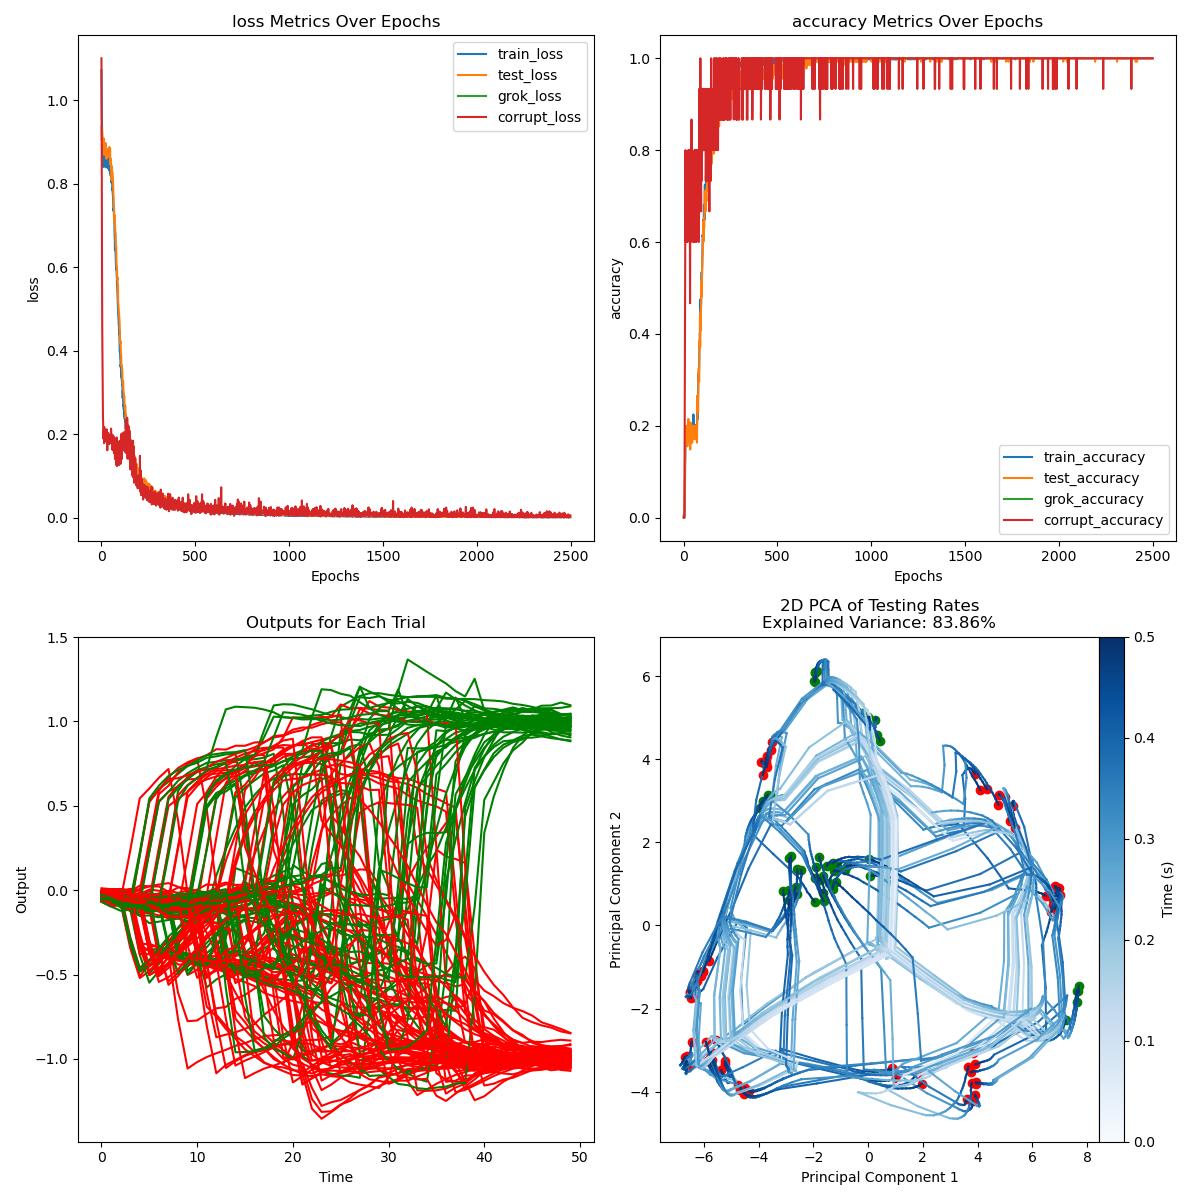 loss Metrics Over Epochs
train_loss
test_loss
grok_loss
corrupt_loss
1.0
0.8
0.6
0.4
0.2
0.0
loss
0
500
1000
1500
2000
2500
Epochs
accuracy Metrics Over Epochs
train_accuracy
test_accuracy
grok_accuracy
corrupt_accuracy
1.0
0.8
0.6
0.4
0.2
0.0
accuracy
0
500
1000
1500
2000
2500
Epochs
Outputs for Each Trial
1.5
1.0
0.5
0.0
−0.5
−1.0
Output
0
10
20
30
40
50
Time
2D PCA of Testing Rates
Explained Variance: 83.86%
6
4
2
0
−2
−4
Principal Component 2
−6
−4
−2
0
2
4
6
8
Principal Component 1
0.5
0.4
0.3
0.2
0.1
0.0
Time (s)